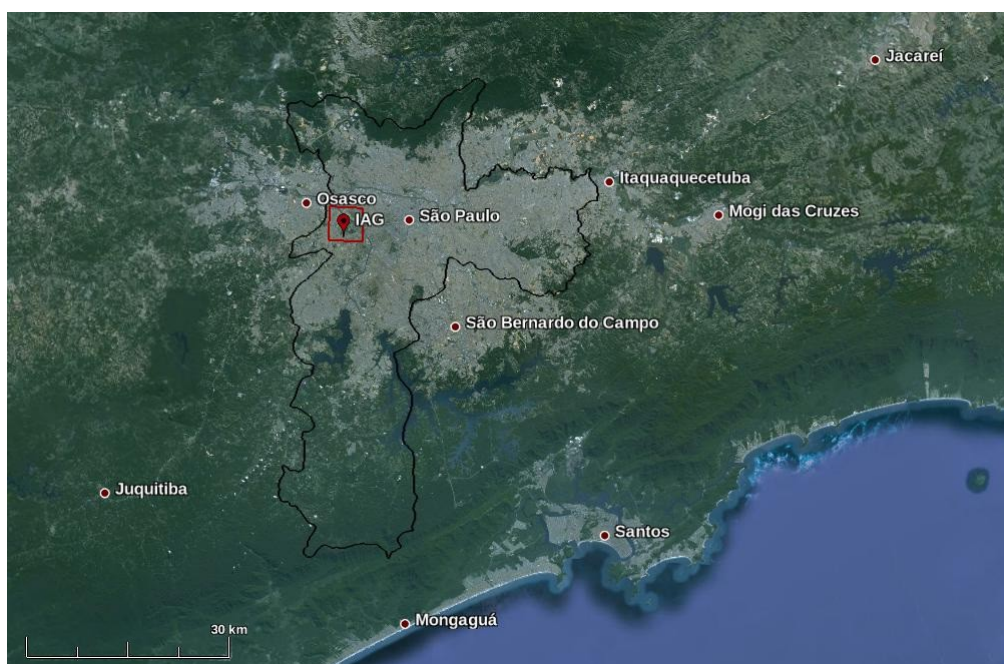 Jacareí
Itaquaquecetuba
Osasco
Mogi das Cruzes
IAG
São Paulo
São Bernardo do Campo
Juquitiba
Santos
Mongaguá
30 km